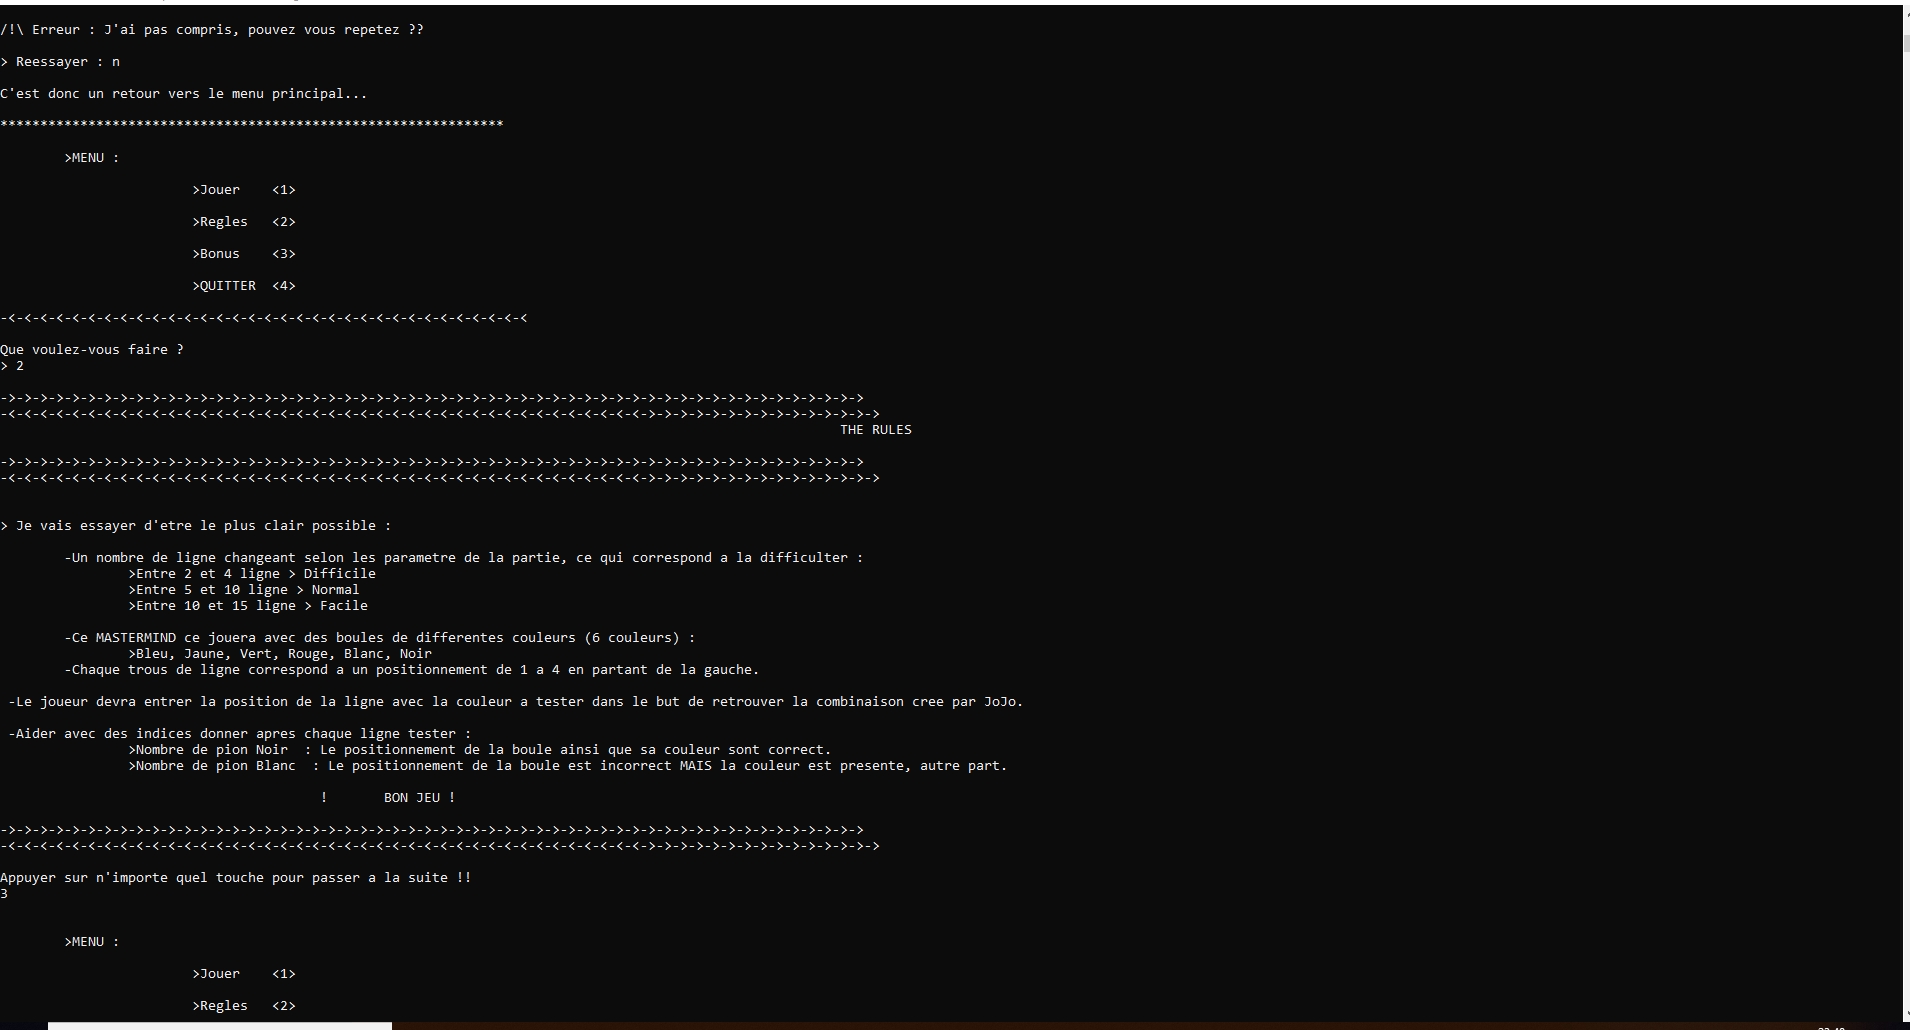 /!\ Erreur : J'ai pas compris, pouvez vous repetez ??
> Reessayer : n
C'est donc un retour vers le menu principal...
***************************************************************
>MENU :
>Jouer <1>
>Regles <2>
>Bonus <3>
>QUITTER <4>
-<-<-<-<-<-<-<-<-<-<-<-<-<-<-<-<-<-<-<-<-<-<-<-<-<-<-<-<-<-<-<-<-<
Que voulez-vous faire ?
> 2
->->->->->->->->->->->->->->->->->->->->->->->->->->->->->->->->->->->->->->->->->->->->->->->->->->->->->->
-<-<-<-<-<-<-<-<-<-<-<-<-<-<-<-<-<-<-<-<-<-<-<-<-<-<-<-<-<-<-<-<-<-<-<-<-<-<-<-<->->->->->->->->->->->->->->->
THE RULES
->->->->->->->->->->->->->->->->->->->->->->->->->->->->->->->->->->->->->->->->->->->->->->->->->->->->->->
-<-<-<-<-<-<-<-<-<-<-<-<-<-<-<-<-<-<-<-<-<-<-<-<-<-<-<-<-<-<-<-<-<-<-<-<-<-<-<-<->->->->->->->->->->->->->->->
> Je vais essayer d'etre le plus clair possible :
-Un nombre de ligne changeant selon les parametre de la partie, ce qui correspond a la difficulter :
>Entre 2 et 4 ligne > Difficile
>Entre 5 et 10 ligne > Normal
>Entre 10 et 15 ligne > Facile
-Ce MASTERMIND ce jouera avec des boules de differentes couleurs (6 couleurs) :
>Bleu, Jaune, Vert, Rouge, Blanc, Noir
-Chaque trous de ligne correspond a un positionnement de 1 a 4 en partant de la gauche.
-Le joueur devra entrer la position de la ligne avec la couleur a tester dans le but de retrouver la combinaison cree par JoJo.
-Aider avec des indices donner apres chaque ligne tester :
>Nombre de pion Noir : Le positionnement de la boule ainsi que sa couleur sont correct.
>Nombre de pion Blanc : Le positionnement de la boule est incorrect MAIS la couleur est presente, autre part.
! BON JEU !
->->->->->->->->->->->->->->->->->->->->->->->->->->->->->->->->->->->->->->->->->->->->->->->->->->->->->->
-<-<-<-<-<-<-<-<-<-<-<-<-<-<-<-<-<-<-<-<-<-<-<-<-<-<-<-<-<-<-<-<-<-<-<-<-<-<-<-<->->->->->->->->->->->->->->->
Appuyer sur n'importe quel touche pour passer a la suite !!
3
>MENU :
>Jouer <1>
>Regles <2>